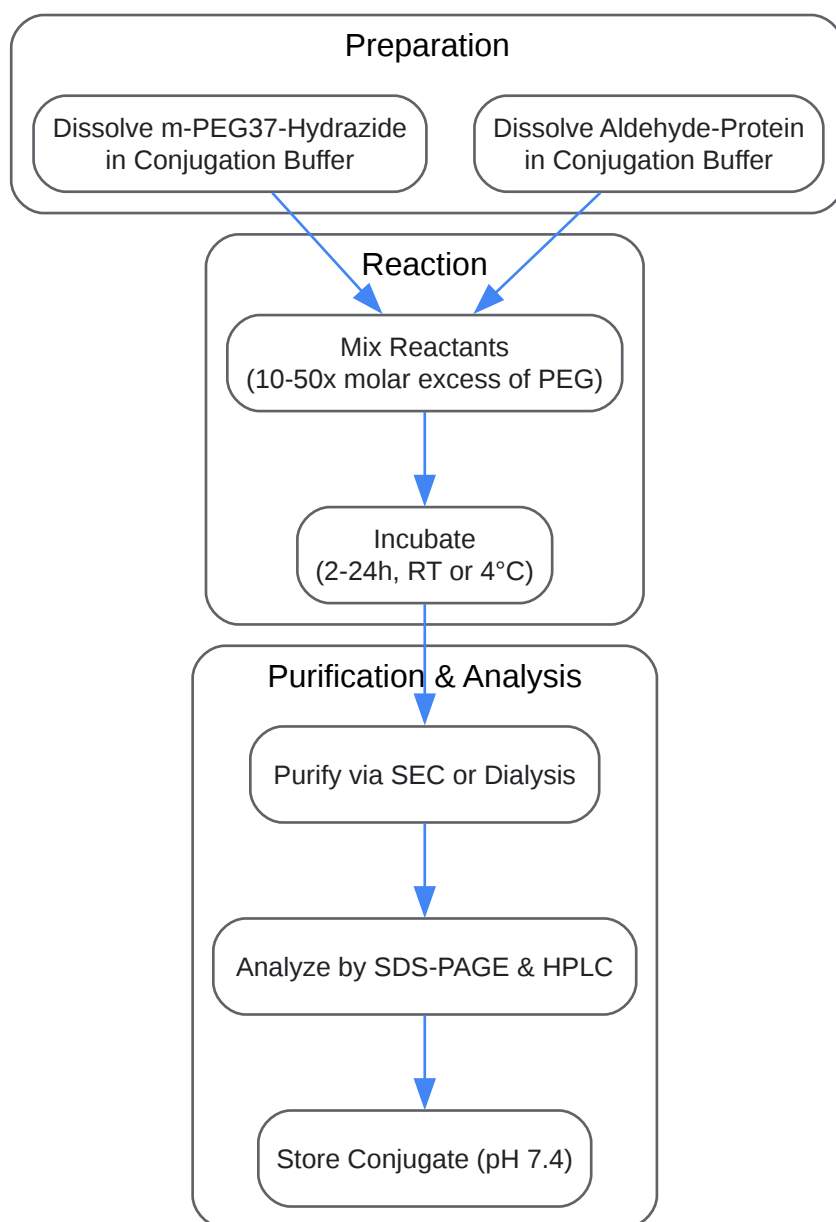 Preparation
Dissolve m-PEG37-Hydrazide
in Conjugation Buffer
Dissolve Aldehyde-Protein
in Conjugation Buffer
Reaction
Mix Reactants
(10-50x molar excess of PEG)
Incubate
(2-24h, RT or 4°C)
Purification & Analysis
Purify via SEC or Dialysis
Analyze by SDS-PAGE & HPLC
Store Conjugate (pH 7.4)